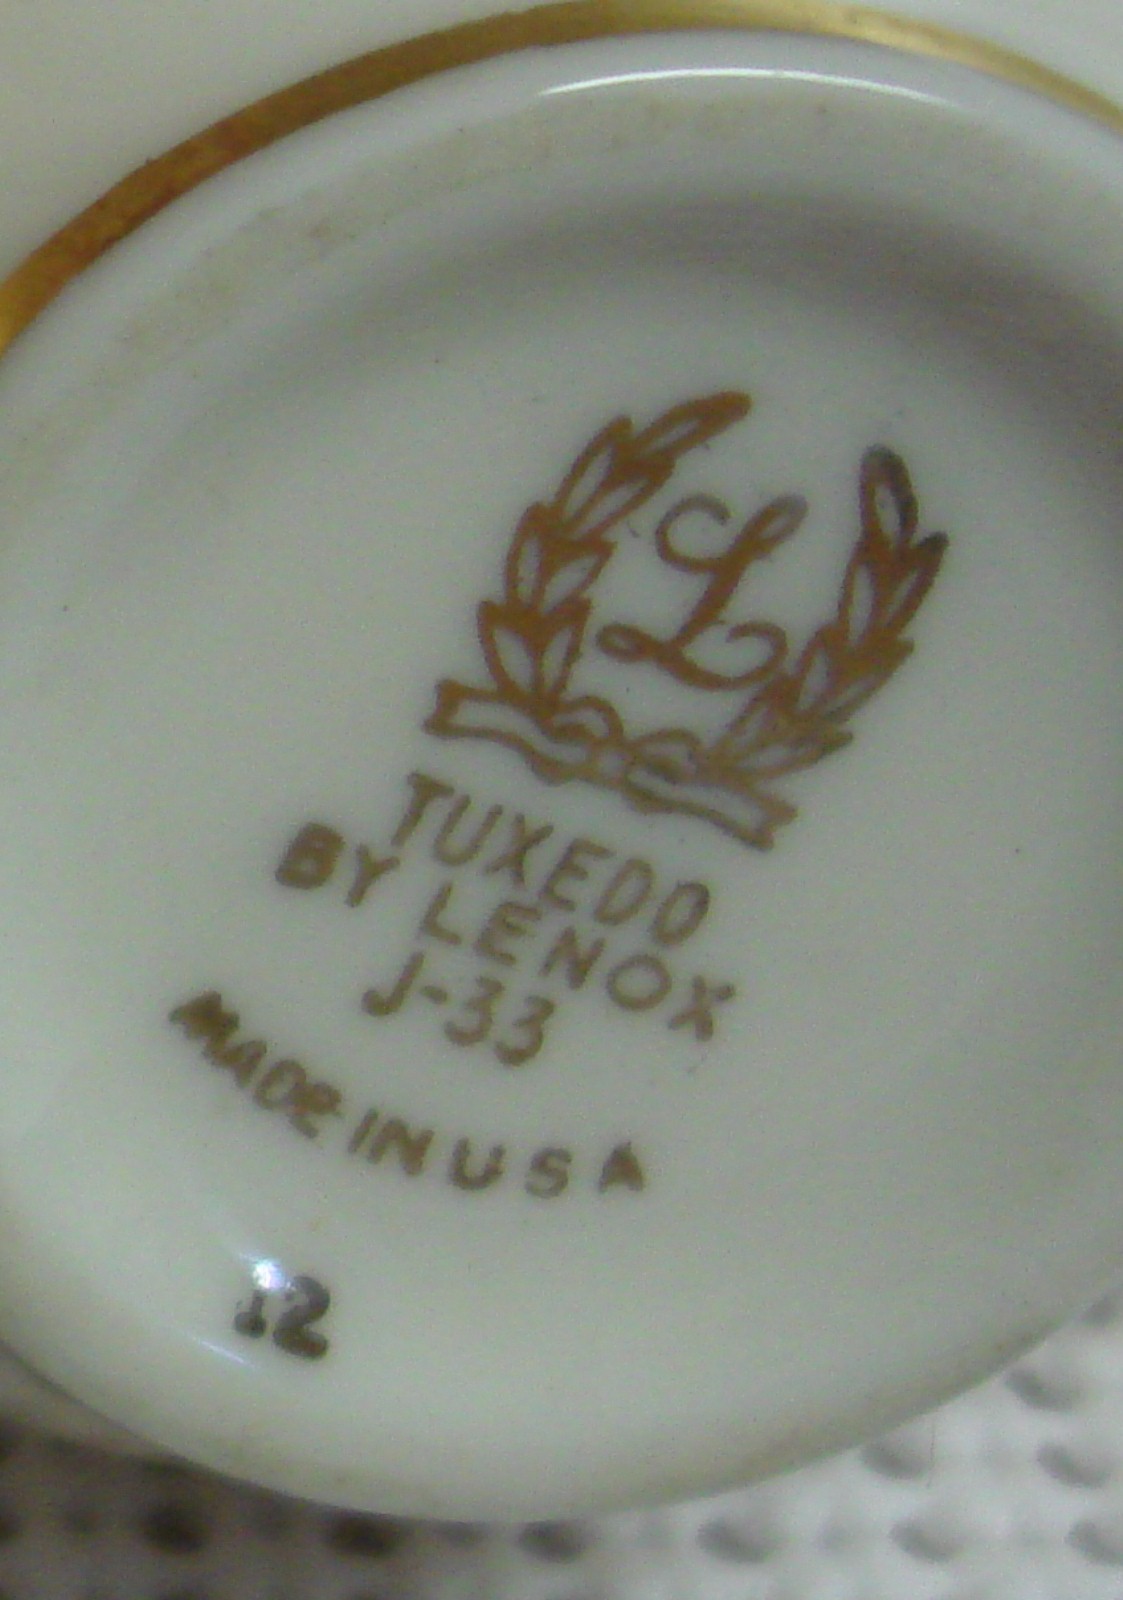 L
TUXEDO
BY LENOX
J-33
MADE IN USA
12